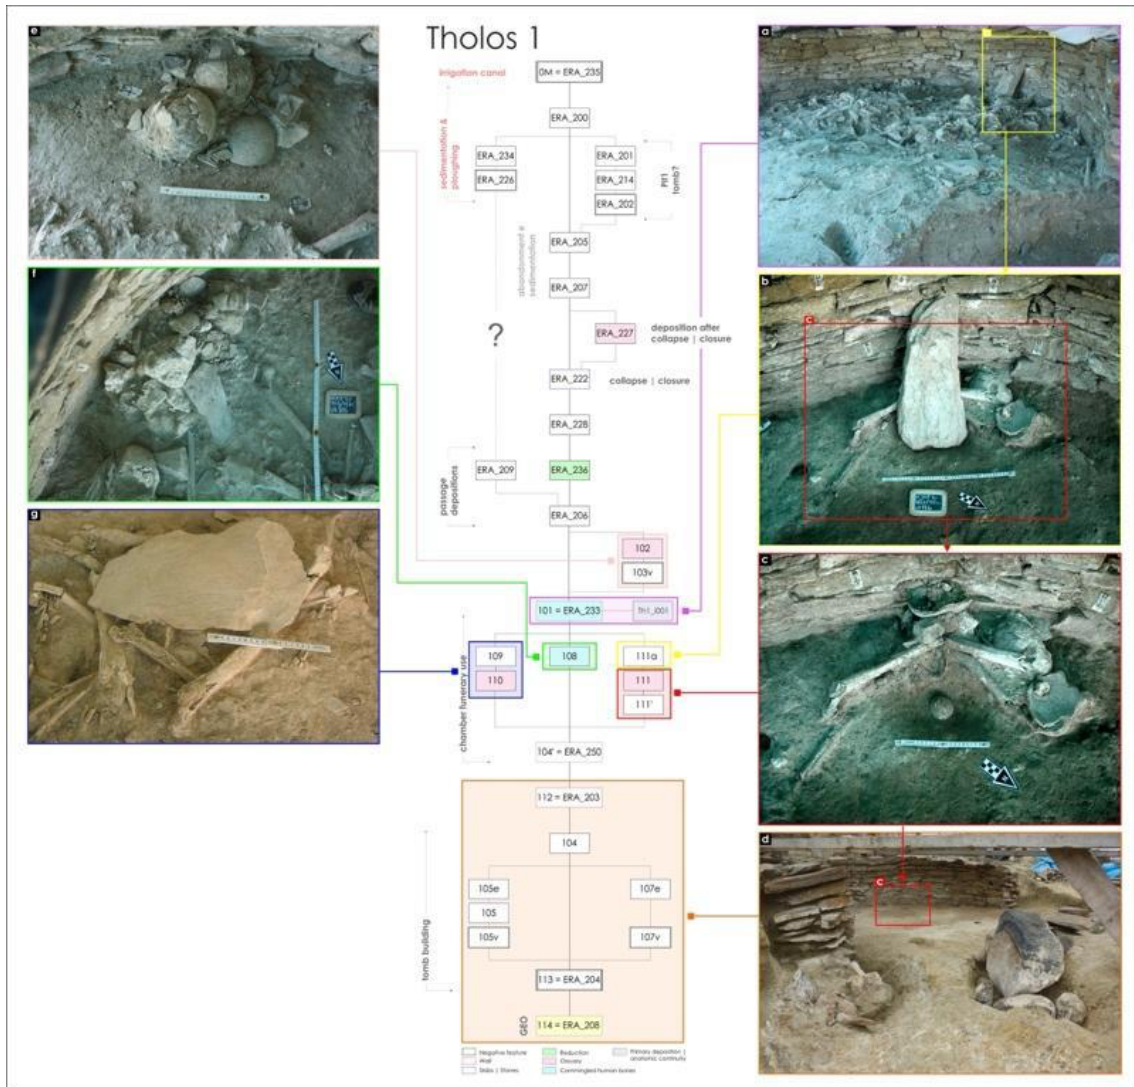 Tholos 1
e
a
irrigation canal
0M = ERA_235
ERA_200
sedimentation &
ploughing
ERA_234
ERA_226
ERA_201
ERA_214
ERA_202
Pit1
tomb?
ERA_205
abandonment e
sedimentation
ERA_207
f
b
c
?
ERA_227
deposition after
collapse | closure
ERA_222
collapse | closure
ERA_228
passage
depositions
ERA_209
ERA_236
ERA_206
g
102
103v
c
101 = ERA_233
Th1_i001
chamber funerary use
109
110
108
111a
111
111'
104' = ERA_250
112 = ERA_203
104
d
c
tomb building
105e
105
105v
107e
107v
113 = ERA_204
GEO
114 = ERA_208
Negative feature
Wall
Slabs | Stones
Reduction
Ossuary
Commingled human bones
Primary deposition |
anatomic continuity